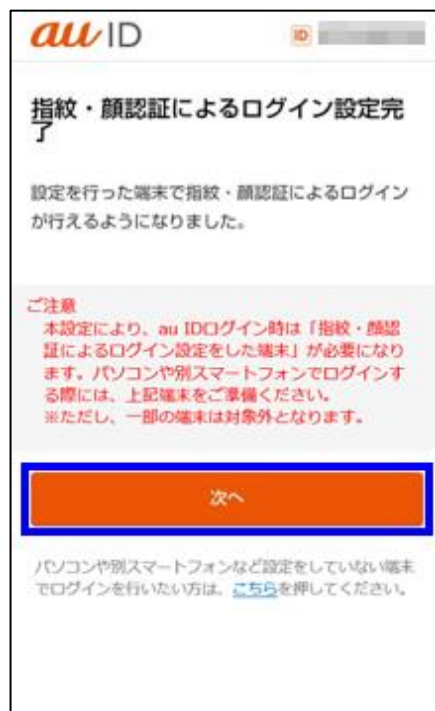 au ID
ID
指紋・顔認証によるログイン設定完
了
設定を行った端末で指紋・顔認証によるログイン
が行えるようになりました。
ご注意
本設定により、au IDログイン時は「指紋・顔認
証によるログイン設定をした端末」が必要になり
ます。パソコンや別スマートフォンでログインす
る際には、上記端末をご準備ください。
※ただし、一部の端末は対象外となります。
次へ
パソコンや別スマートフォンなど設定をしていない端末
でログインを行いたい方は、こちらを押してください。